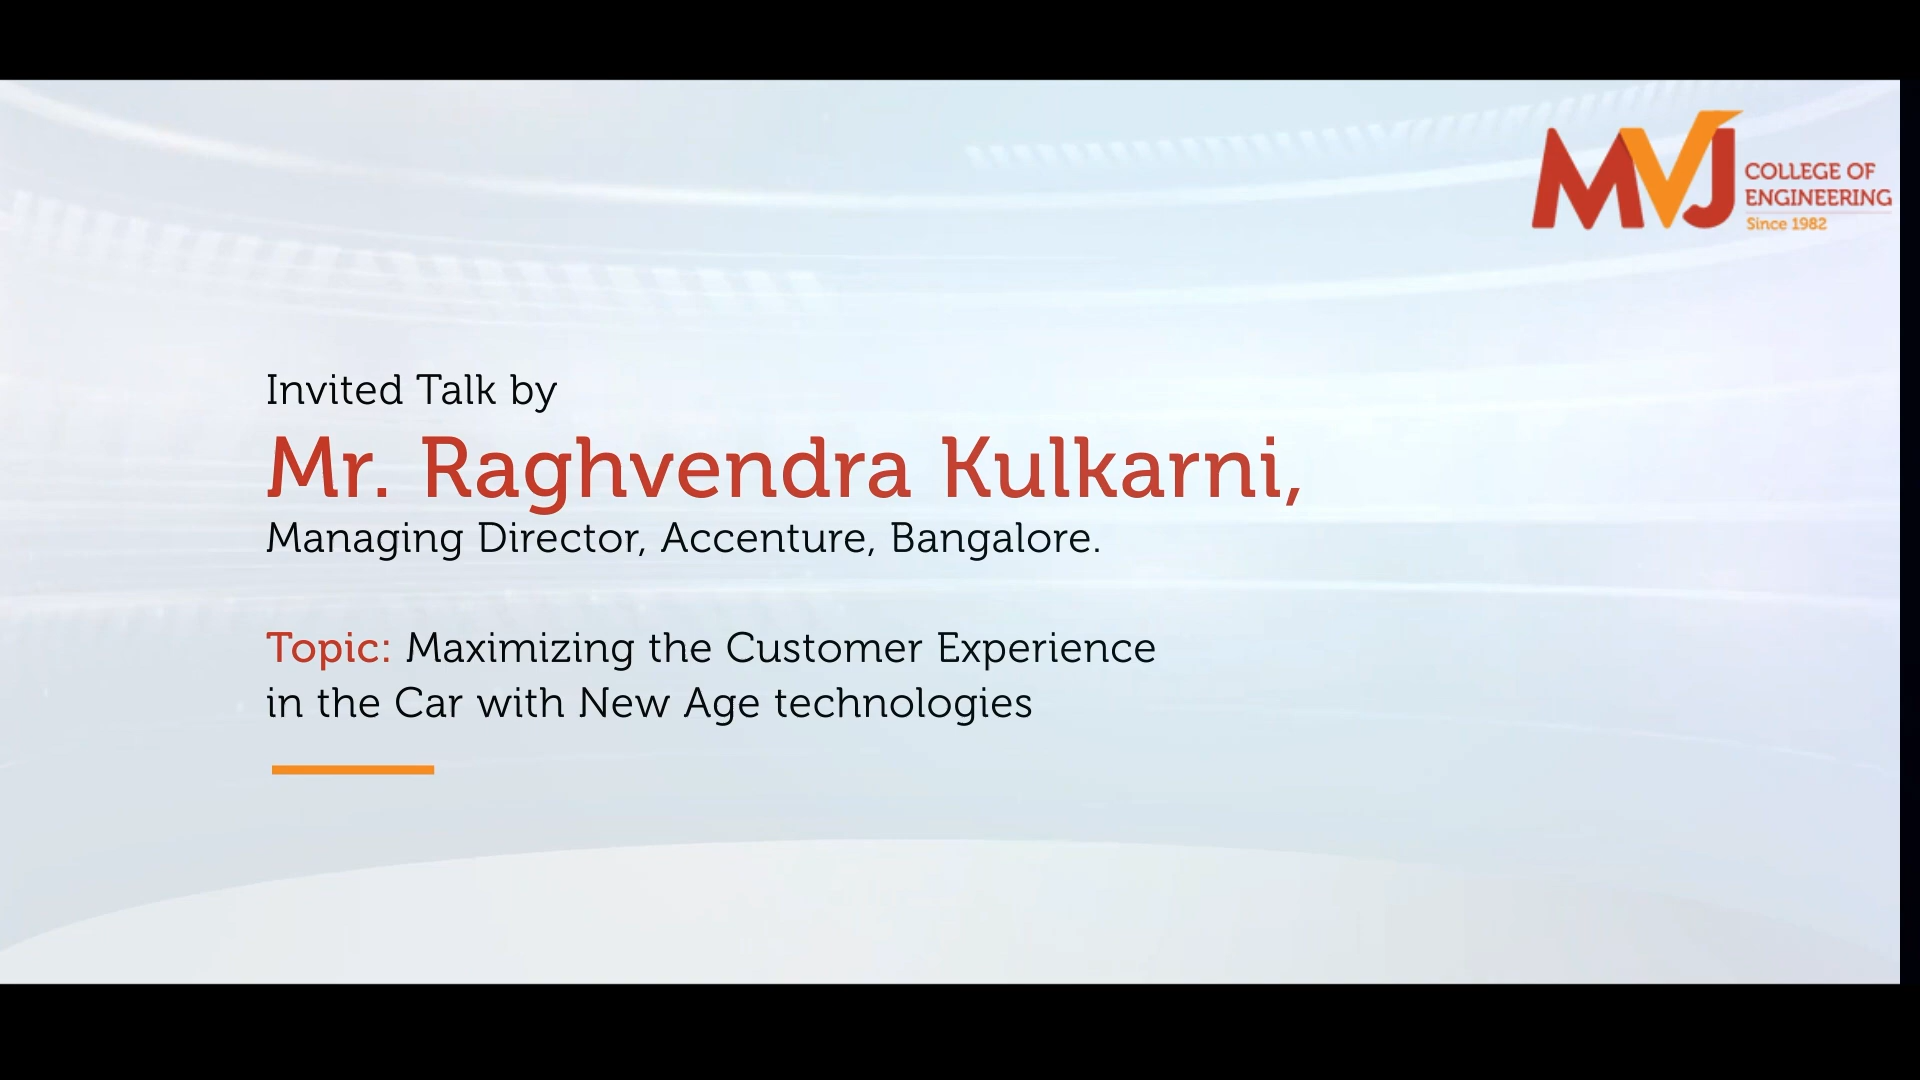 MVJ COLLEGE OF
ENGINEERING
Since 1982
Invited Talk by
Mr. Raghvendra Kulkarni,
Managing Director, Accenture, Bangalore.
Topic: Maximizing the Customer Experience
in the Car with New Age technologies